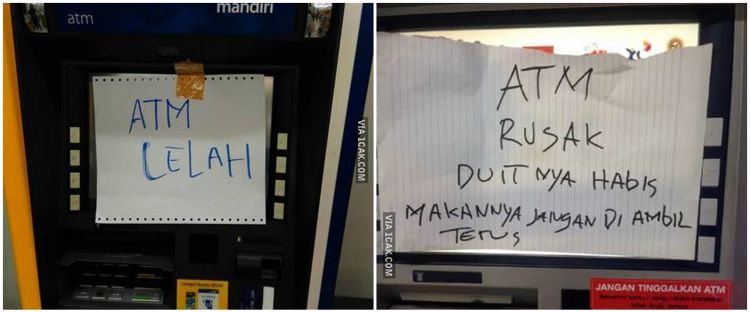 atm
mandiri
ATM
LELAH
VIA 1CAK.COM
ATM
RUSAK
DUITNYA HABIS
MAKANNYA JANGAN DI AMBIL
TERUS
VIA 1CAK.COM
JANGAN TINGGALKAN ATM